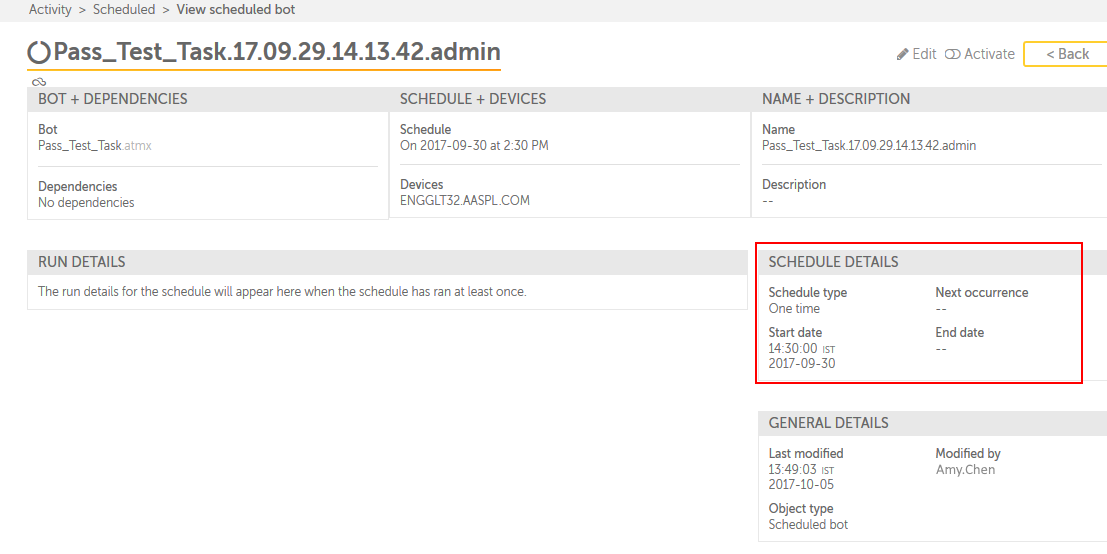 Activity > Scheduled > View scheduled bot
Pass_Test_Task.17.09.29.14.13.42.admin
Edit Activate < Back
BOT + DEPENDENCIES
Bot
Pass_Test_Task.atmx
Dependencies
No dependencies
SCHEDULE + DEVICES
Schedule
On 2017-09-30 at 2:30 PM
Devices
ENGGLT32.AASPL.COM
NAME + DESCRIPTION
Name
Pass_Test_Task.17.09.29.14.13.42.admin
Description
--
RUN DETAILS
The run details for the schedule will appear here when the schedule has ran at least once.
SCHEDULE DETAILS
Schedule type
One time
Next occurrence
--
Start date
14:30:00 IST
2017-09-30
End date
--
GENERAL DETAILS
Last modified
13:49:03 IST
2017-10-05
Modified by
Amy.Chen
Object type
Scheduled bot